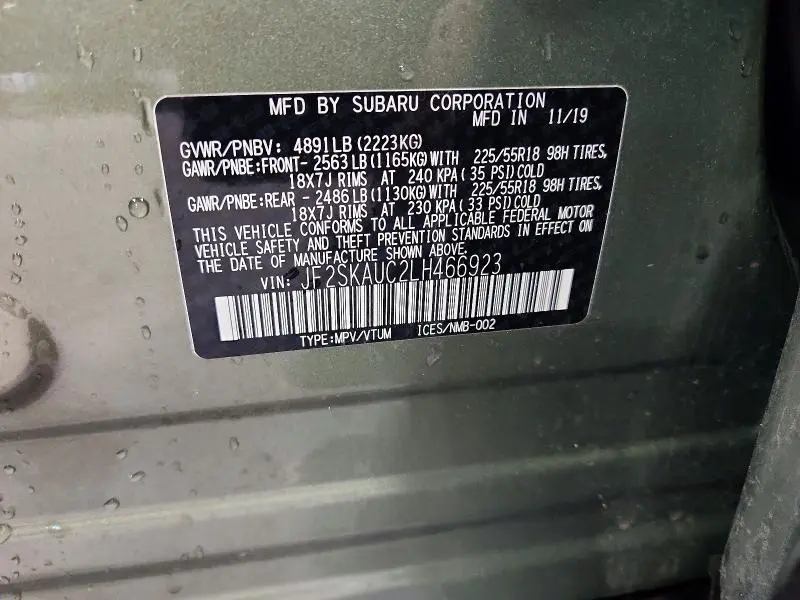 MFD BY SUBARU CORPORATION
MFD IN 11/19
GVWR/PNBV: 4891LB (2223KG)
GAWR/PNBE:FRONT- 2563LB (1165KG) WITH 225/55R18 98H TIRES,
18X7J RIMS AT 240 KPA (35 PSI) COLD
GAWR/PNBE:REAR - 2486LB (1130KG) WITH 225/55R18 98H TIRES,
18X7J RIMS AT 230 KPA (33 PSI) COLD
THIS VEHICLE CONFORMS TO ALL APPLICABLE FEDERAL MOTOR
VEHICLE SAFETY AND THEFT PREVENTION STANDARDS IN EFFECT ON
THE DATE OF MANUFACTURE SHOWN ABOVE.
VIN: JF2SKAUC2LH466923
TYPE:MPV/VTUM ICES/NMB-002